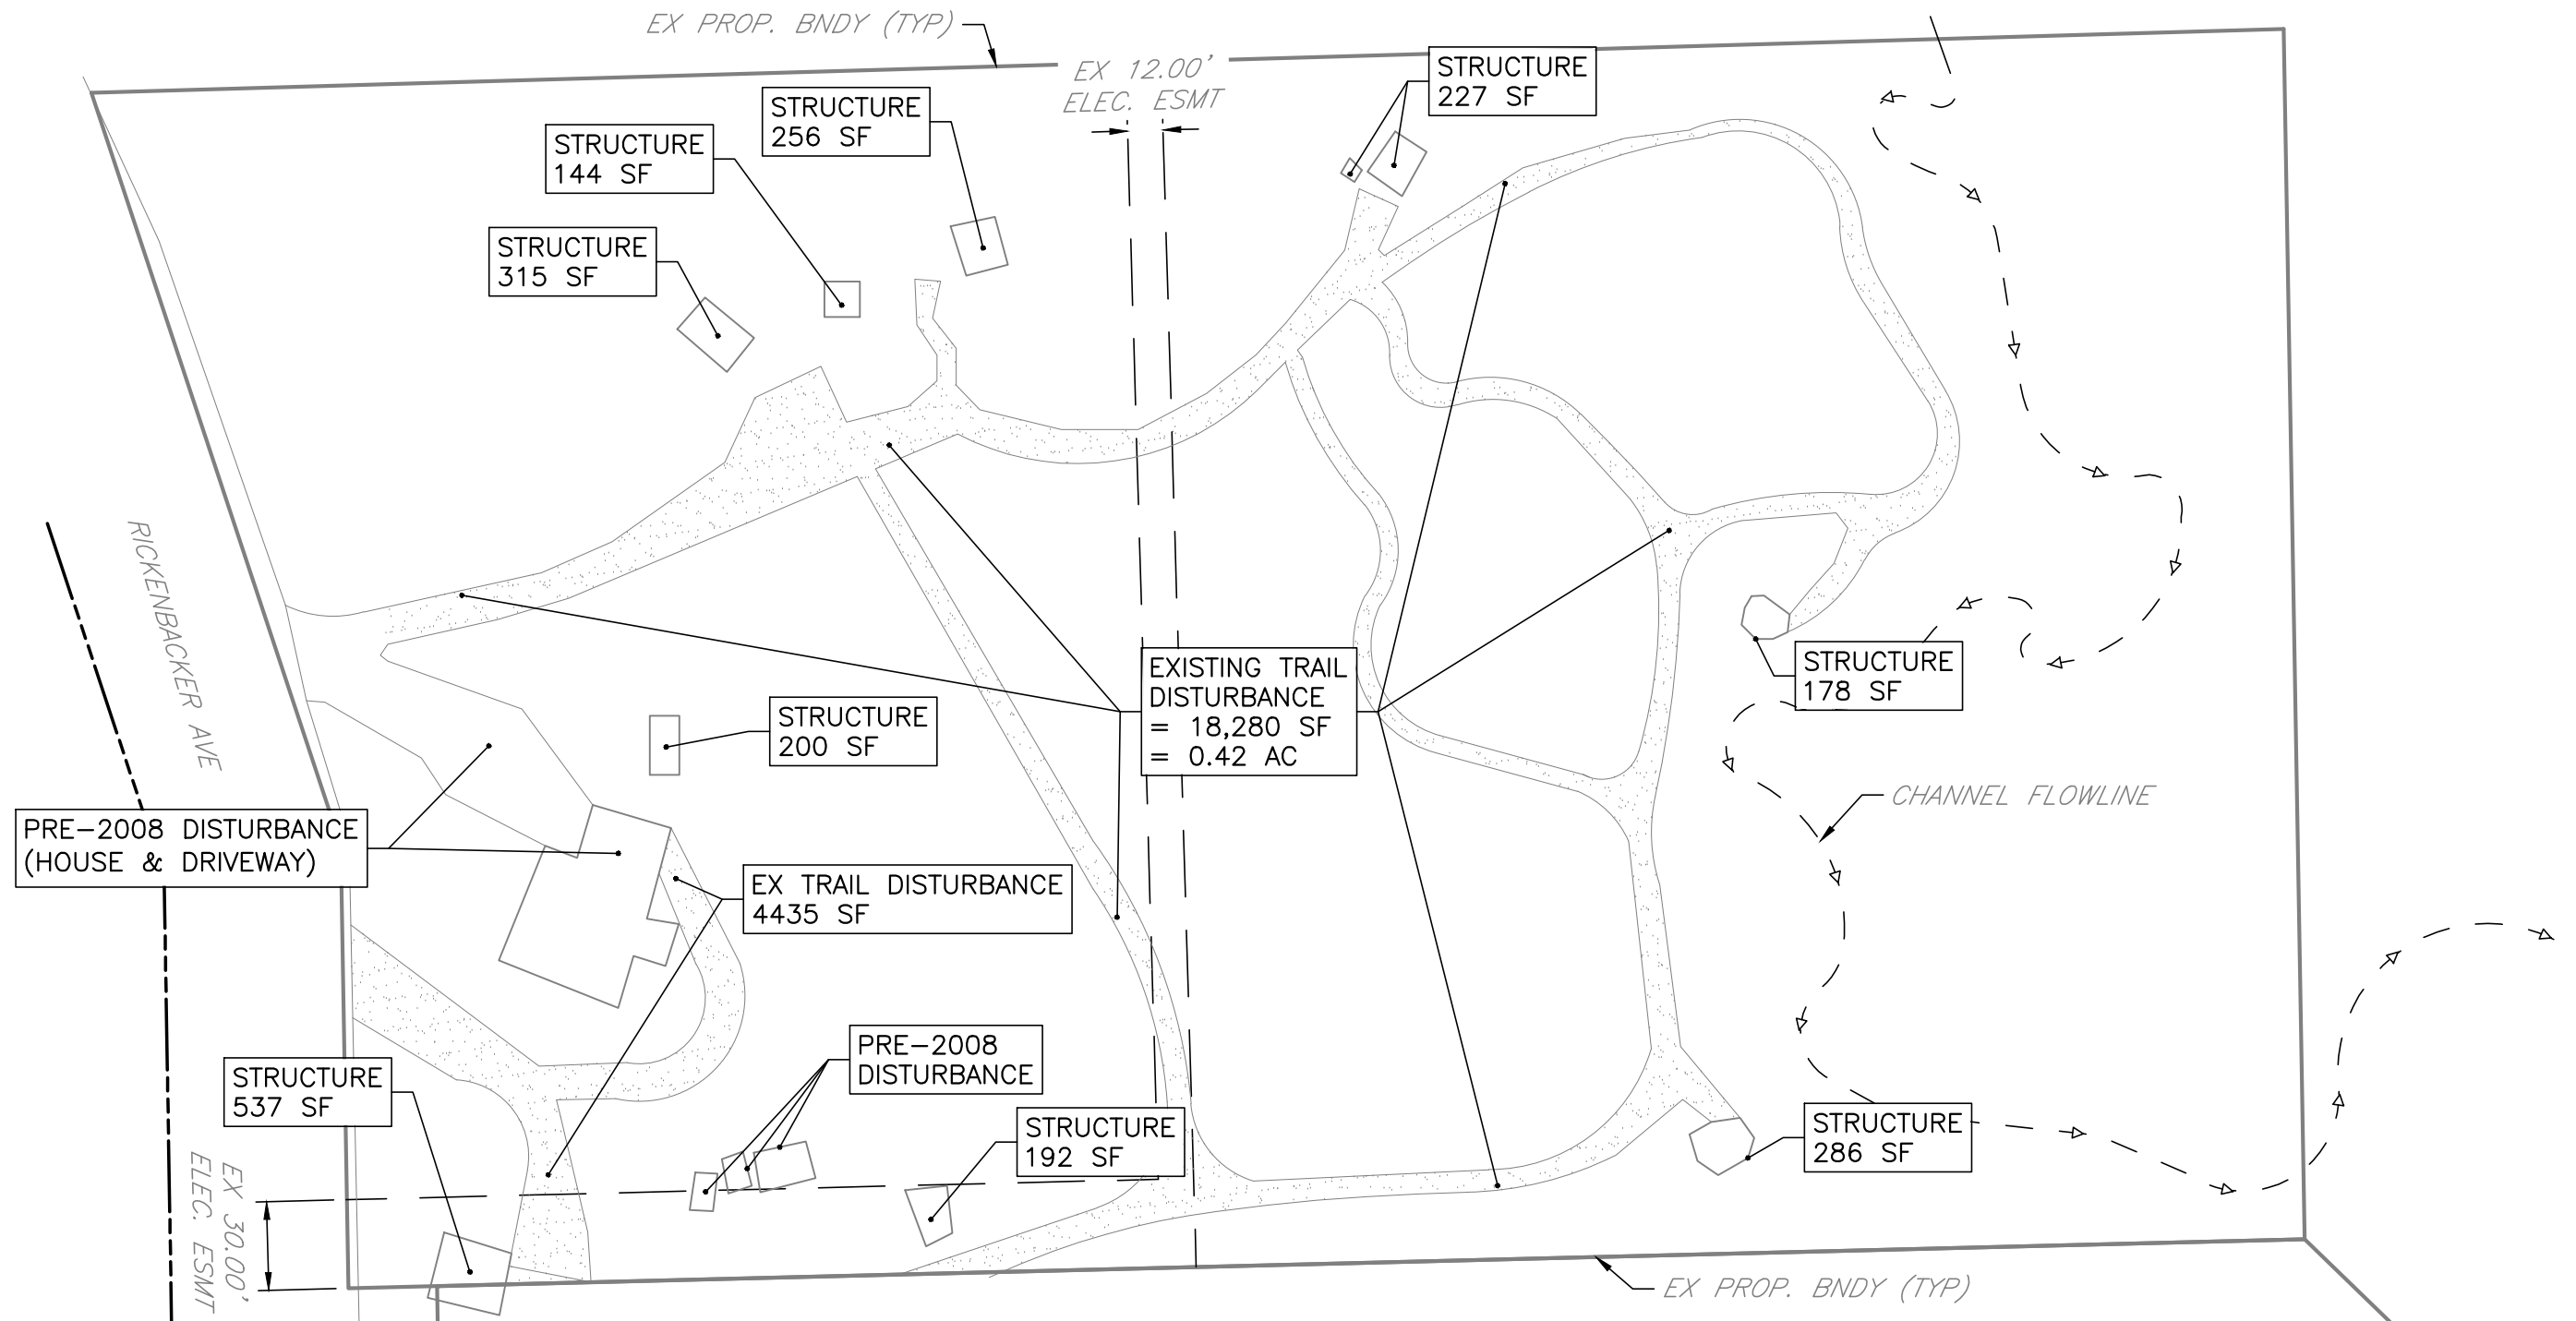 EX PROP. BNDY (TYP)
EX 12.00'
ELEC. ESMT
STRUCTURE
227 SF
STRUCTURE
256 SF
STRUCTURE
144 SF
STRUCTURE
315 SF
RICKENBACKER AVE
EXISTING TRAIL
DISTURBANCE
= 18,280 SF
= 0.42 AC
STRUCTURE
178 SF
STRUCTURE
200 SF
CHANNEL FLOWLINE
PRE-2008 DISTURBANCE
(HOUSE & DRIVEWAY)
EX TRAIL DISTURBANCE
4435 SF
PRE-2008
DISTURBANCE
STRUCTURE
537 SF
STRUCTURE
192 SF
STRUCTURE
286 SF
EX 30.00'
ELEC. ESMT
EX PROP. BNDY (TYP)